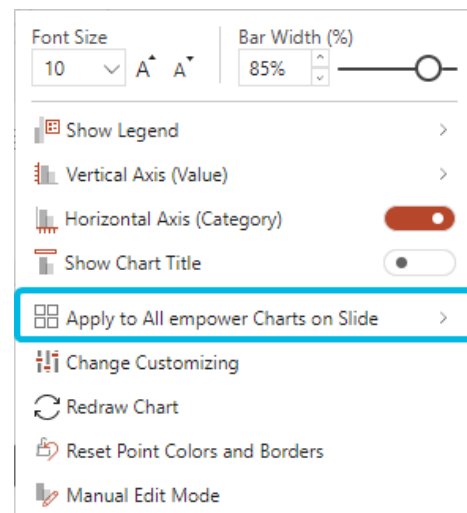 Font Size Bar Width (%)
10 A A 85%
Show Legend
Vertical Axis (Value)
Horizontal Axis (Category)
Show Chart Title
Apply to All empower Charts on Slide
Change Customizing
Redraw Chart
Reset Point Colors and Borders
Manual Edit Mode